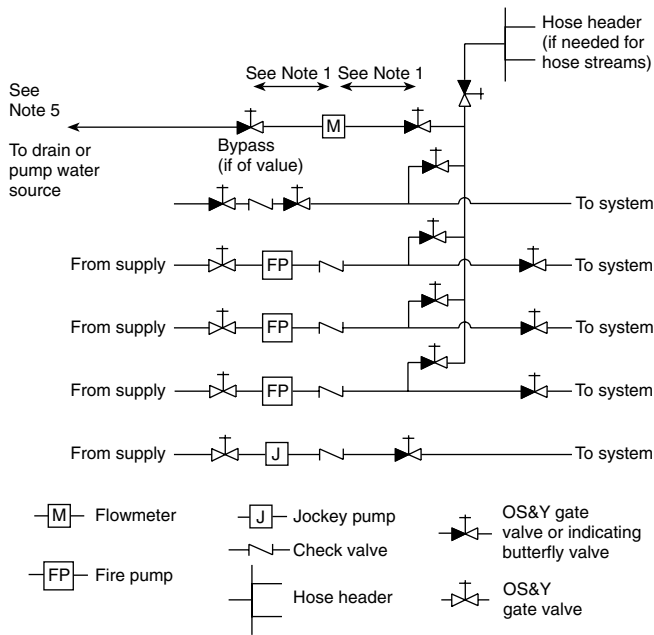 Hose header
(if needed for
hose streams)
See Note 1
See Note 1
See
Note 5
M
To drain or
pump water
source
Bypass
(if of value)
To system
From supply
FP
To system
From supply
FP
To system
From supply
FP
To system
From supply
J
To system
M
Flowmeter
J
Jockey pump
OS&Y gate
valve or indicating
butterfly valve
Check valve
FP
Fire pump
Hose header
OS&Y
gate valve